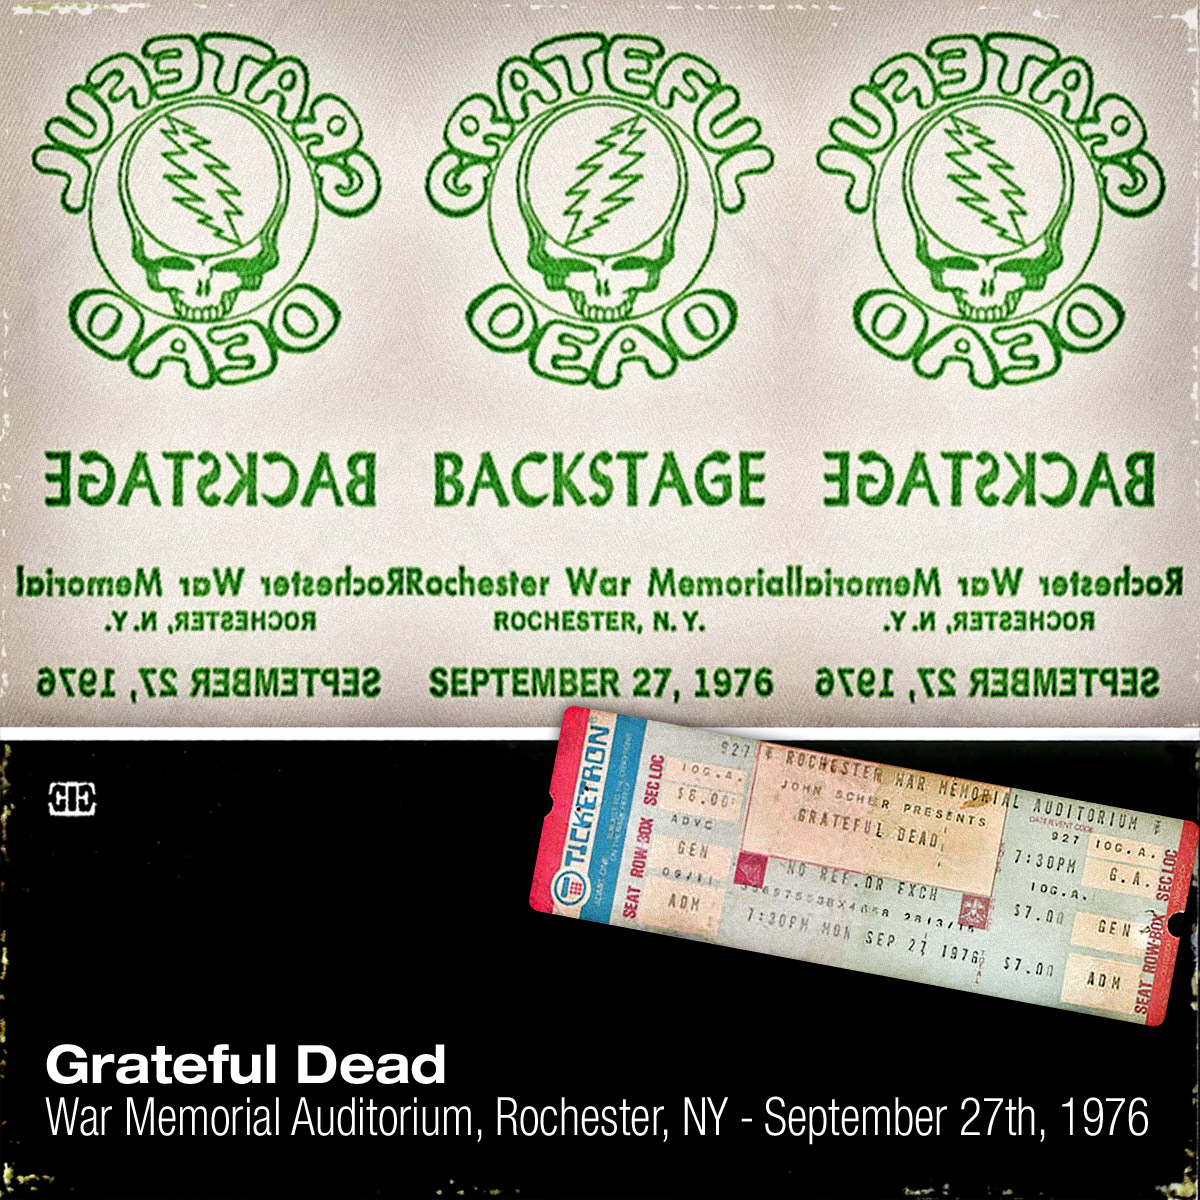 GRATEFUL GRATEFUL GRATEFUL
DEAD DEAD DEAD
BACKSTAGE BACKSTAGE BACKSTAGE
Rochester War Memorial Rochester War Memorial Rochester War Memorial
ROCHESTER, N.Y. ROCHESTER, N.Y. ROCHESTER, N.Y.
SEPTEMBER 27, 1976 SEPTEMBER 27, 1976 SEPTEMBER 27, 1976
TICKETRON
SEAT ROW/BOX SEC/LOC
927
IOG.A.
ADVC
GEN
ADM
ROCHESTER WAR MEMORIAL AUDITORIUM
JOHN SCHER PRESENTS
GRATEFUL DEAD
NO REF.OR EXCH
7:30PM MON SEP 27 1976
DATE/EVENT CODE
927
7:30PM
IOG.A.
$7.00
$7.00
IOG.A.
G.A.
GEN
ADM
SEAT ROW/BOX SEC/LOC
Grateful Dead
War Memorial Auditorium, Rochester, NY - September 27th, 1976